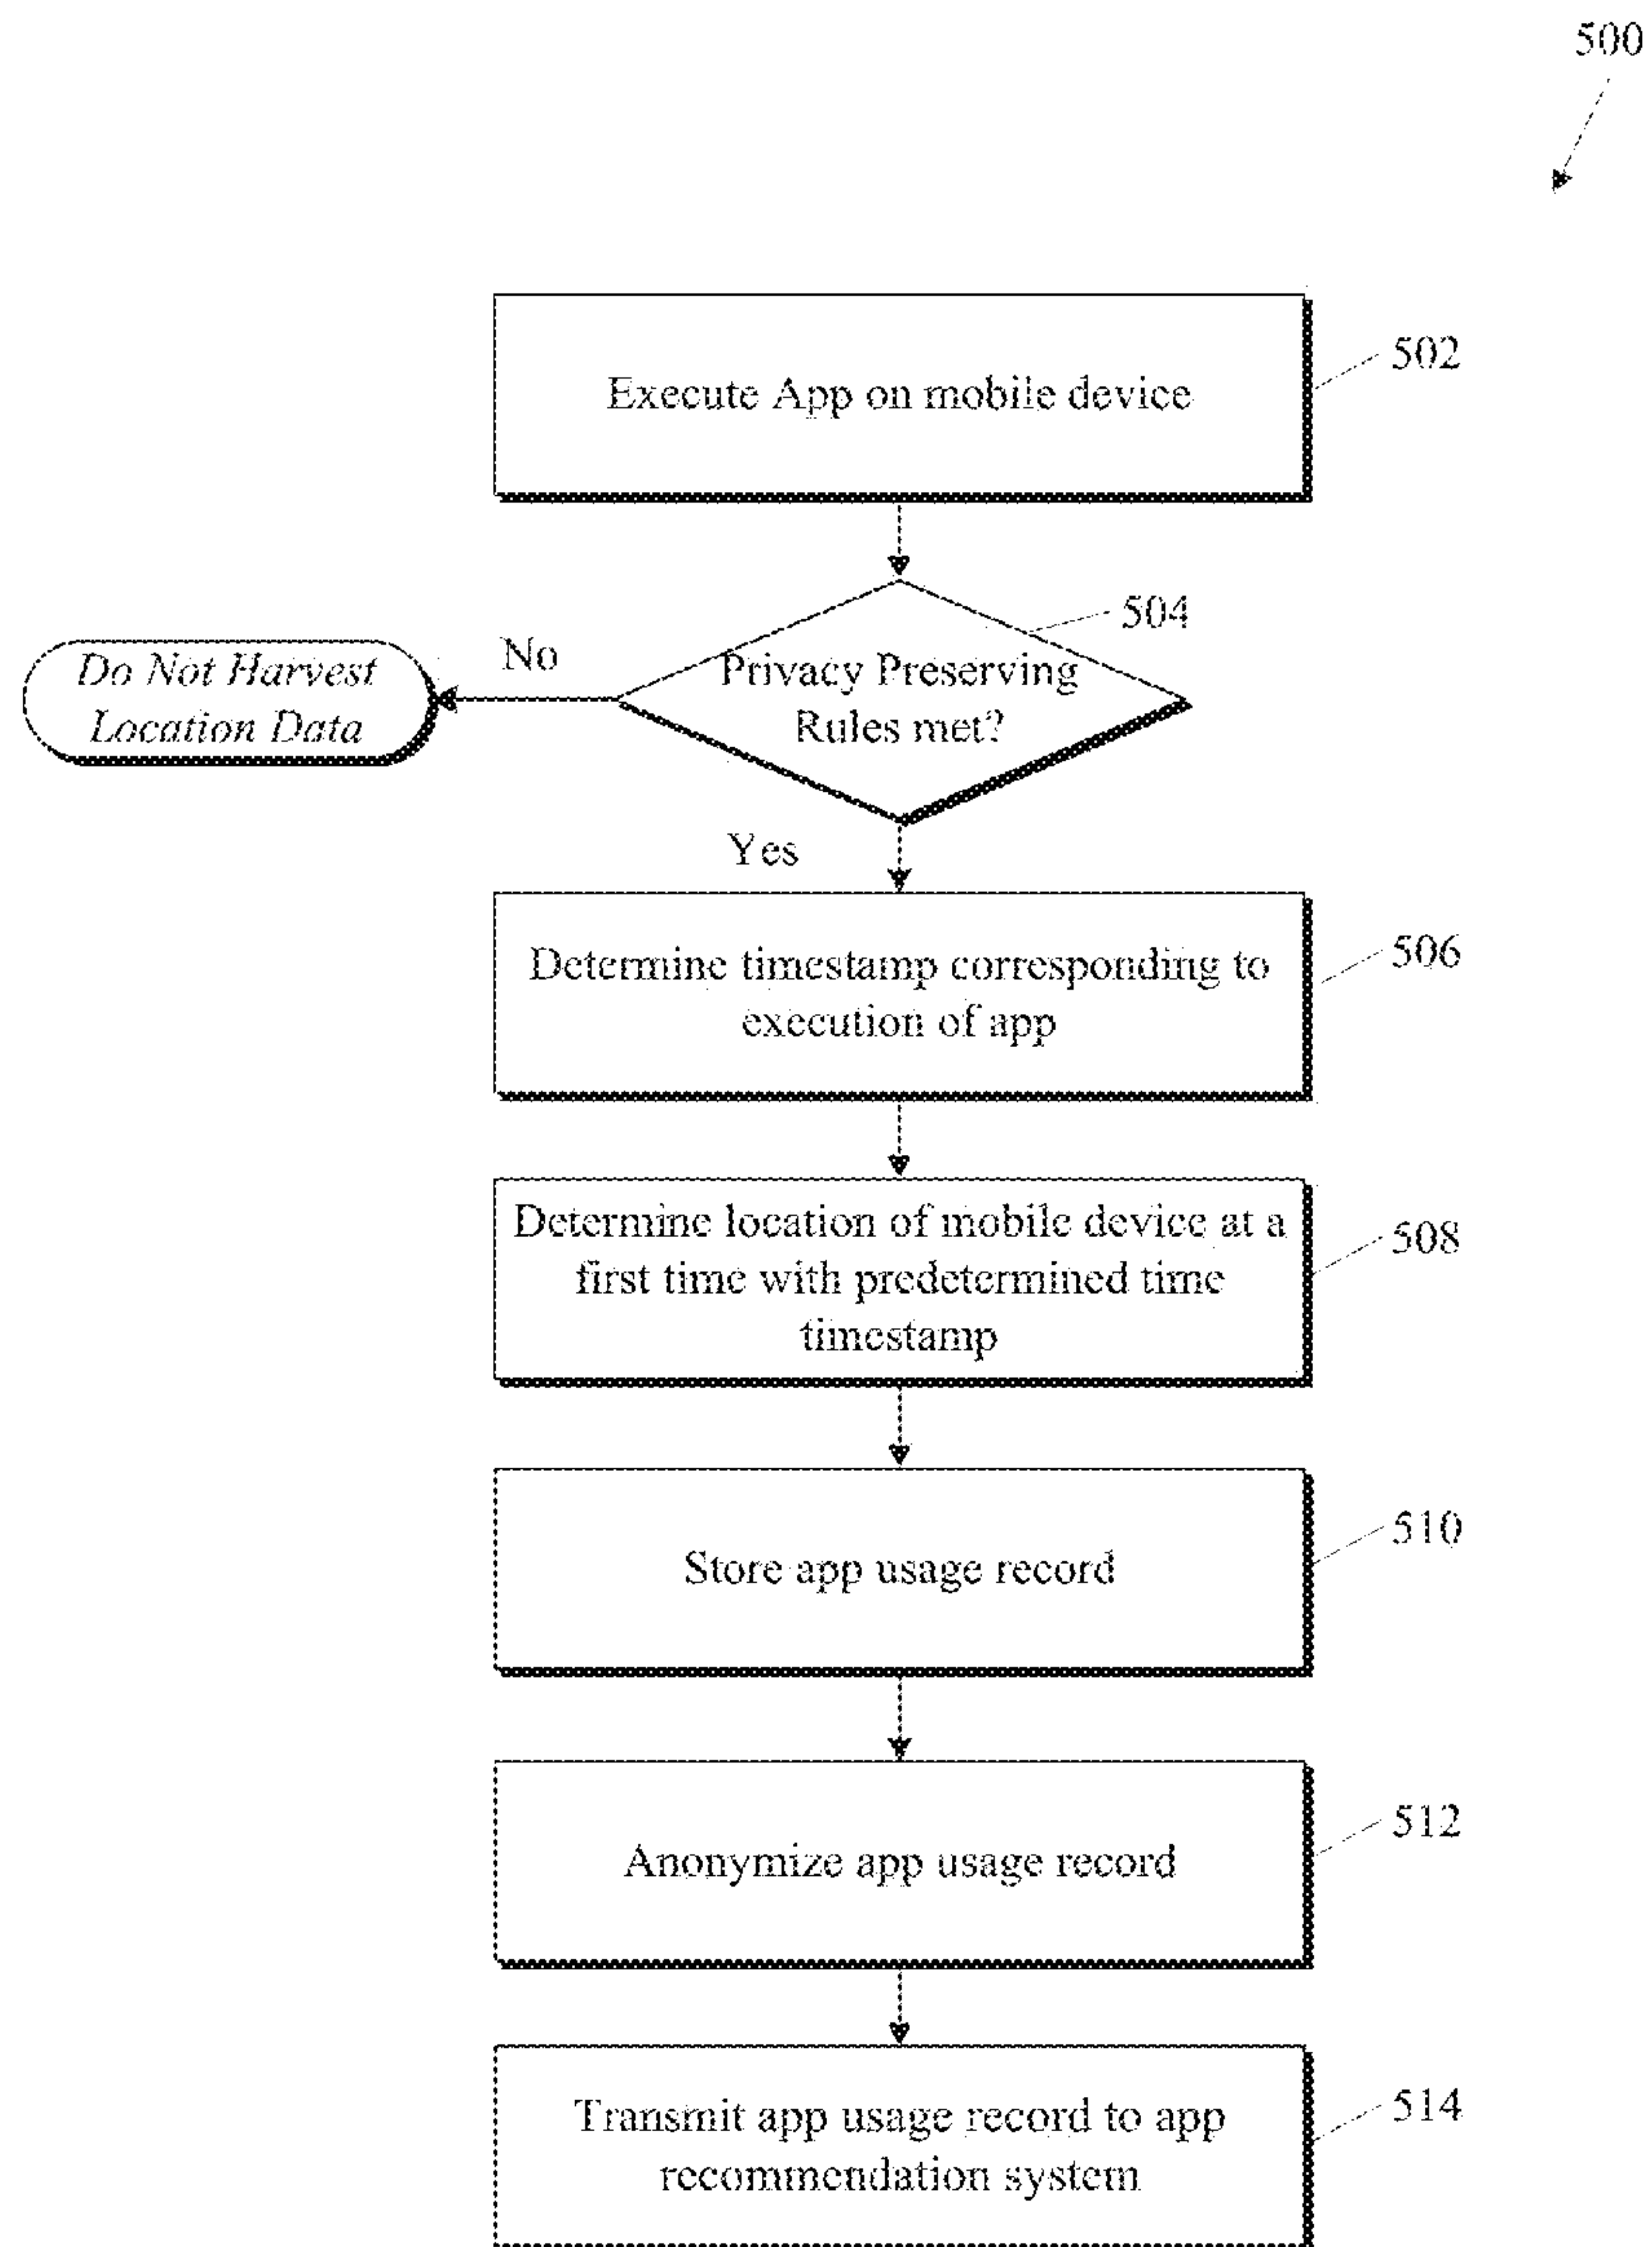 500
Execute App on mobile device
502
504
Privacy Preserving
Rules met?
No
Do Not Harvest
Location Data
Yes
Determine timestamp corresponding to
execution of app
506
Determine location of mobile device at a
first time with predetermined time
timestamp
508
Store app usage record
510
Anonymize app usage record
512
Transmit app usage record to app
recommendation system
514